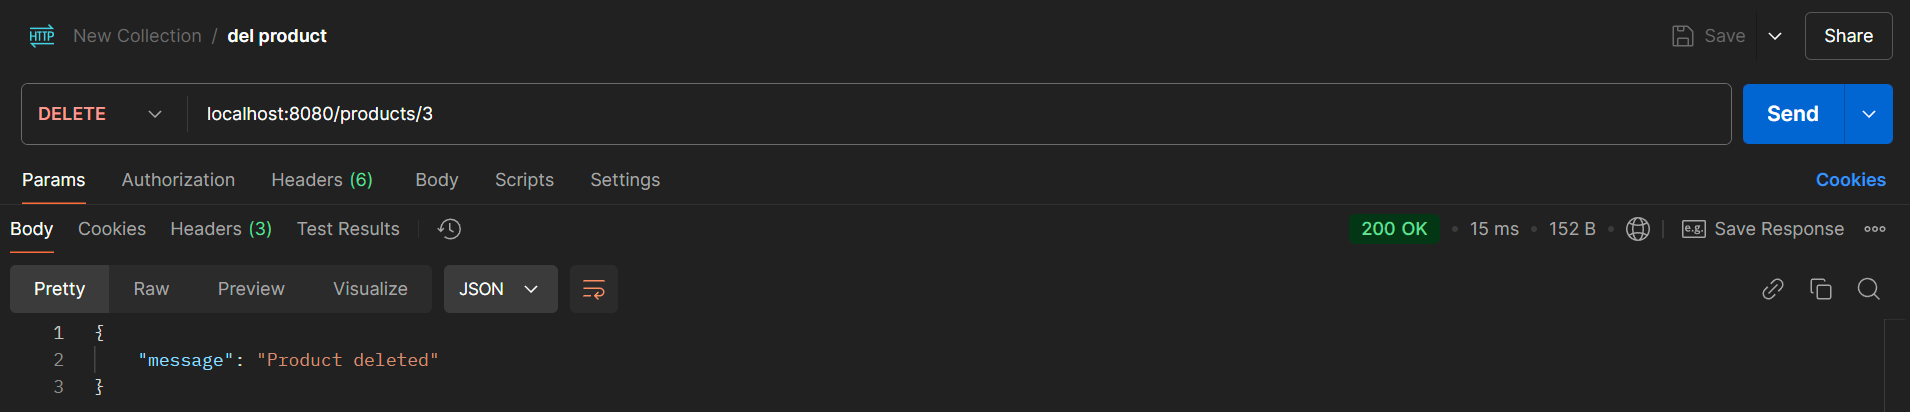 HTTP New Collection / del product Save Share
DELETE localhost:8080/products/3 Send
Params Authorization Headers (6) Body Scripts Settings Cookies
Body Cookies Headers (3) Test Results 200 OK • 15 ms • 152 B • e.g. Save Response
Pretty Raw Preview Visualize JSON
1 {
2 "message": "Product deleted"
3 }